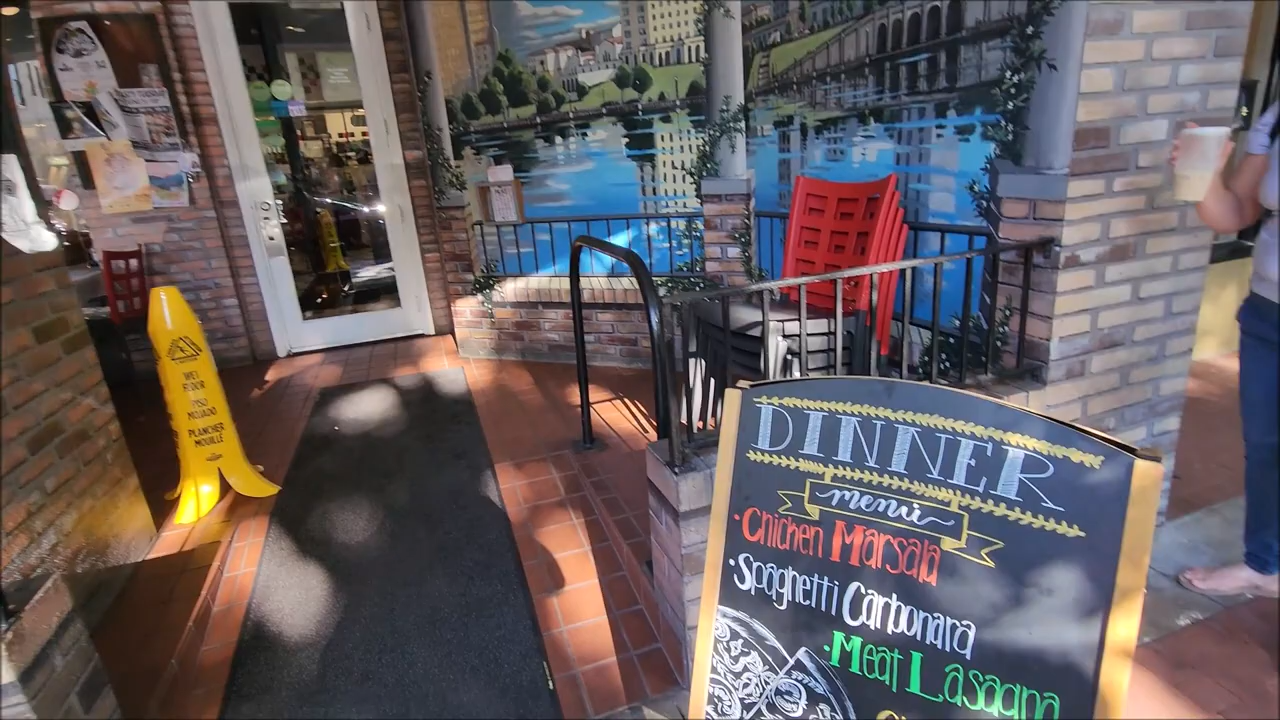 WET
FLOOR
PISO
MOJADO
PLANCHER
MOUILLÉ
DINNER
menu
·Chicken Marsala
·Spaghetti Carbonara
·Meat Lasagna